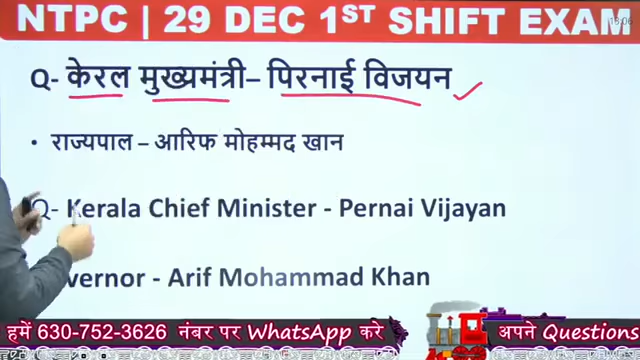 NTPC | 29 DEC 1ST SHIFT EXAM
Q- केरल मुख्यमंत्री– पिरनाई विजयन
• राज्यपाल – आरिफ मोहम्मद खान
Q- Kerala Chief Minister - Pernai Vijayan
vernor - Arif Mohammad Khan
हमें 630-752-3626 नंबर पर WhatsApp करे
अपने Questions